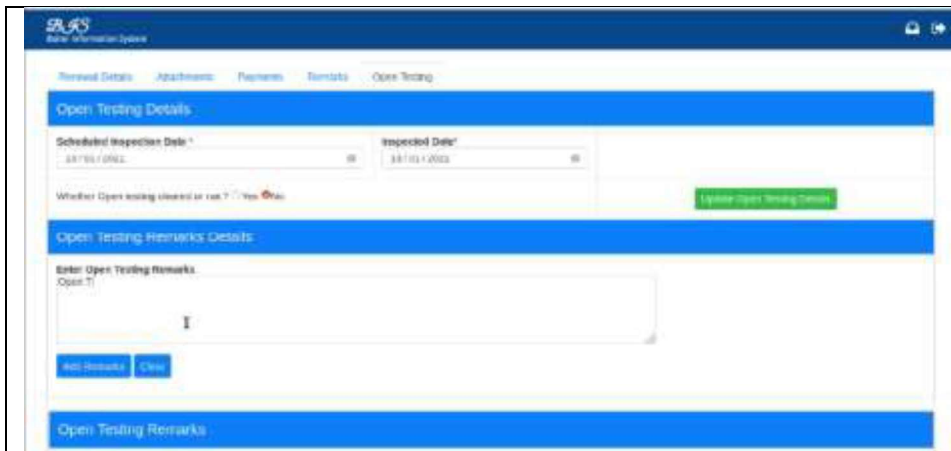 BIS
Boiler Information System
Renewal Details Attachments Payments Remarks Open Testing
Open Testing Details
Scheduled Inspection Date * Inspected Date*
Whether Open testing cleared or not ? Yes No
Update Open Testing Details
Open Testing Remarks Details
Enter Open Testing Remarks
Open T
Add Remarks Clear
Open Testing Remarks